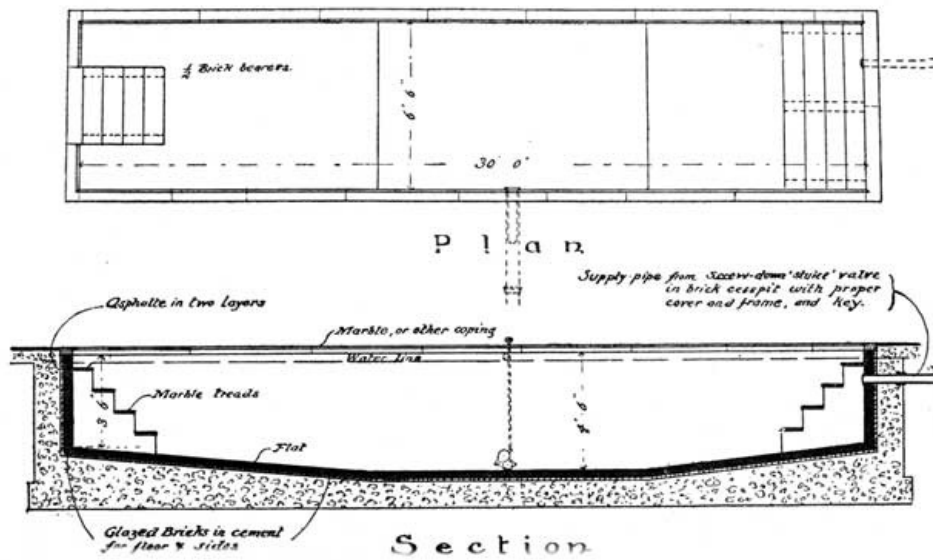 ½ Brick bearers.
6' 6"
30' 0"
Plan
Supply-pipe from Screw-down 'sluice' valve
in brick cesspit with proper
cover and frame, and key.
Asphalte in two layers
Marble, or other coping
Water Line
Marble treads
3' 0"
4' 0"
Flat
Glazed Bricks in cement
for floor & sides
Section